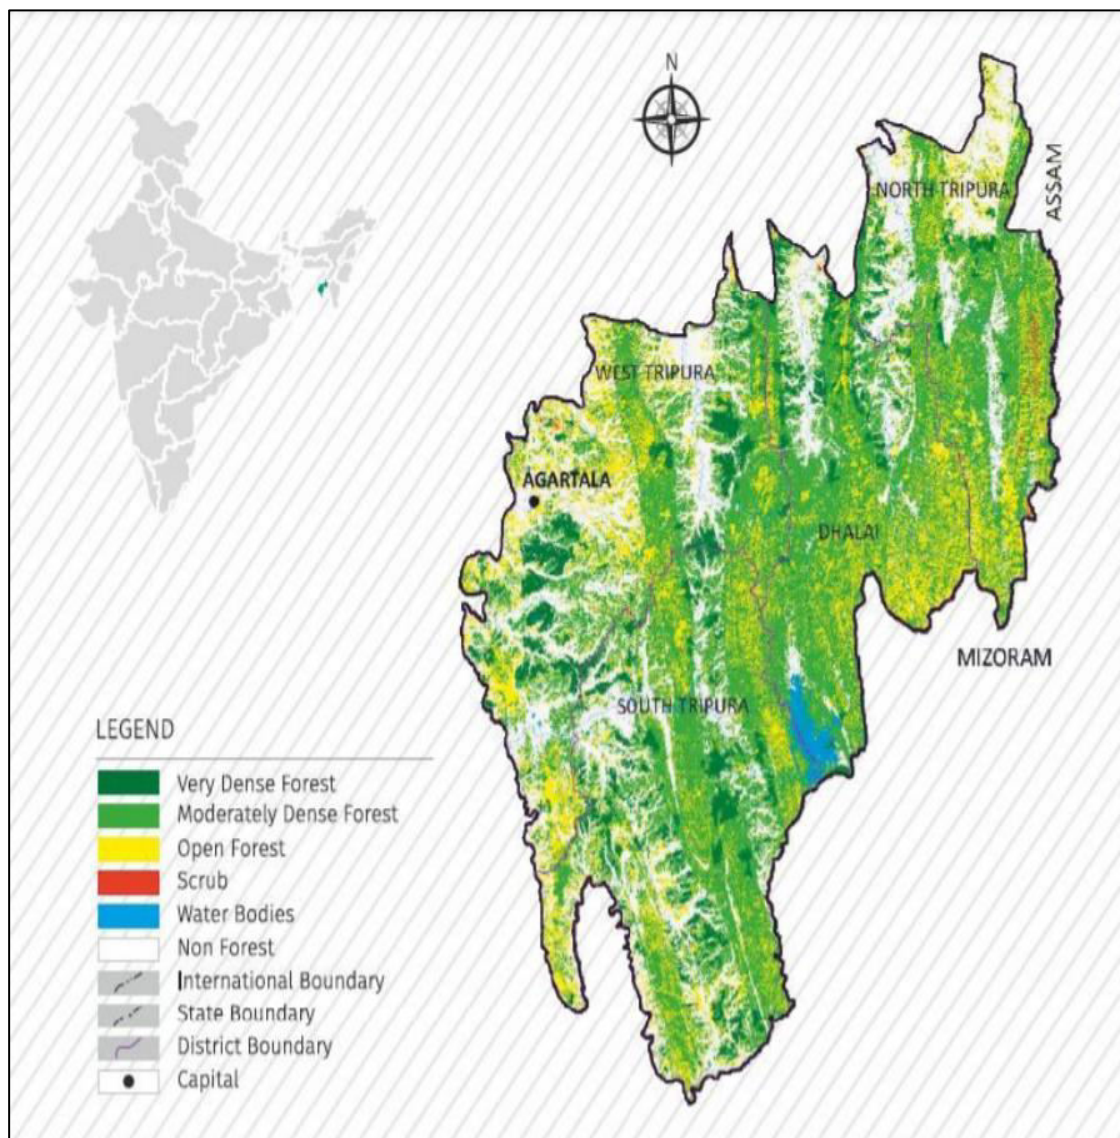 N
NORTH TRIPURA
ASSAM
WEST TRIPURA
AGARTALA
DHALAI
MIZORAM
SOUTH TRIPURA
LEGEND
Very Dense Forest
Moderately Dense Forest
Open Forest
Scrub
Water Bodies
Non Forest
International Boundary
State Boundary
District Boundary
Capital